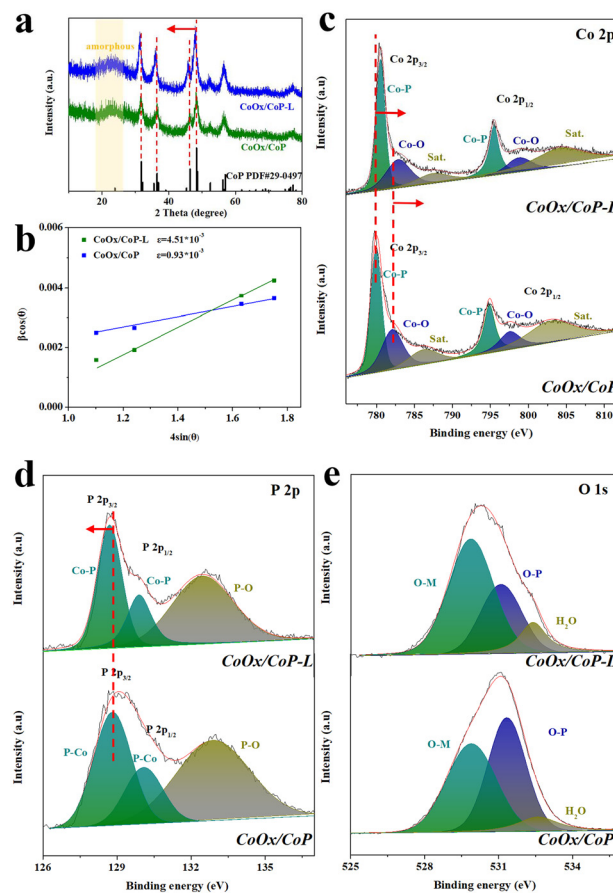 a
Intensity (a.u.)
amorphous
CoOx/CoP-L
CoOx/CoP
CoP PDF#29-0497
0 20 40 60 80
2 Theta (degree)
b
βcos(θ)
0.006
0.004
0.002
0.000
CoOx/CoP-L ε=4.51*10⁻³
CoOx/CoP ε=0.93*10⁻³
1.0 1.2 1.4 1.6 1.8
4sin(θ)
c
Co 2p
Intensity (a.u)
Co 2p3/2
Co-P
Co-O
Sat.
Co 2p1/2
Co-P
Co-O
Sat.
CoOx/CoP-L
Co 2p3/2
Co-P
Co-O
Sat.
Co 2p1/2
Co-P
Co-O
Sat.
CoOx/CoP
780 785 790 795 800 805 810
Binding energy (eV)
d
P 2p
Intensity (a.u)
P 2p3/2
P 2p1/2
Co-P
Co-P
P-O
CoOx/CoP-L
Intensity (a.u)
P 2p3/2
P 2p1/2
P-Co
P-Co
P-O
CoOx/CoP
126 129 132 135
Binding energy (eV)
e
O 1s
Intensity (a.u)
O-M
O-P
H2O
CoOx/CoP-L
Intensity (a.u)
O-M
O-P
H2O
CoOx/CoP
525 528 531 534
Binding energy (eV)